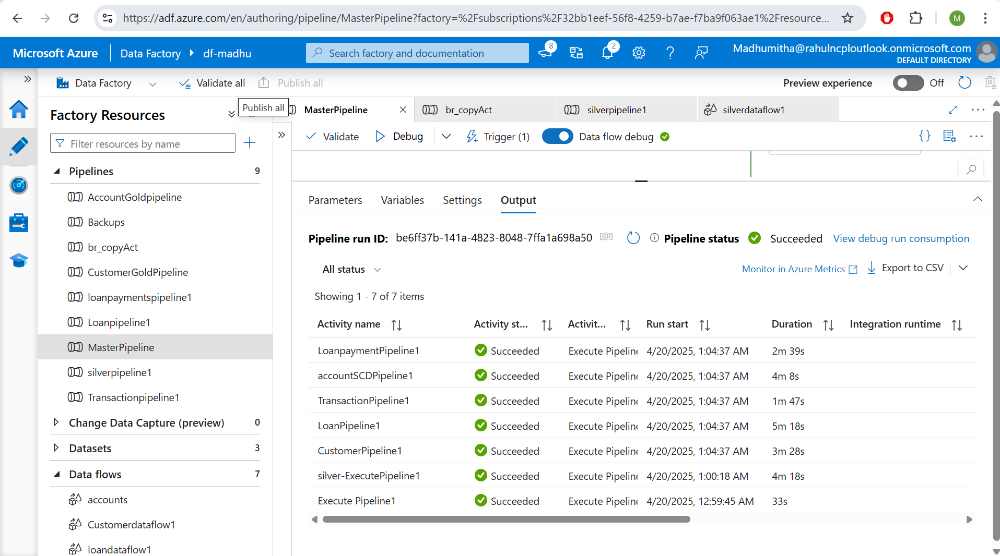 https://adf.azure.com/en/authoring/pipeline/MasterPipeline?factory=%2Fsubscriptions%2F32bb1eef-56f8-4259-b7ae-f7ba9f063ae1%2Fresource...
M
Microsoft Azure
Data Factory
df-madhu
Search factory and documentation
8
2
Madhumitha@rahulncploutlook.onmicrosoft.com
DEFAULT DIRECTORY
Data Factory
Validate all
Publish all
Preview experience
Off
Publish all
Factory Resources
MasterPipeline
br_copyAct
silverpipeline1
silverdataflow1
Filter resources by name
Validate
Debug
Trigger (1)
Data flow debug
Pipelines 9
AccountGoldpipeline
Backups
br_copyAct
CustomerGoldPipeline
loanpaymentspipeline1
Loanpipeline1
MasterPipeline
silverpipeline1
Transactionpipeline1
Change Data Capture (preview) 0
Datasets 3
Data flows 7
accounts
Customerdataflow1
loandataflow1
Parameters Variables Settings Output
Pipeline run ID: be6ff37b-141a-4823-8048-7ffa1a698a50 [@] Pipeline status Succeeded View debug run consumption
All status
Monitor in Azure Metrics
Export to CSV
Showing 1 - 7 of 7 items
Activity name Activity st... Activit... Run start Duration Integration runtime
LoanpaymentPipeline1 Succeeded Execute Pipeline 4/20/2025, 1:04:37 AM 2m 39s
accountSCDPipeline1 Succeeded Execute Pipeline 4/20/2025, 1:04:37 AM 4m 8s
TransactionPipeline1 Succeeded Execute Pipeline 4/20/2025, 1:04:37 AM 1m 47s
LoanPipeline1 Succeeded Execute Pipeline 4/20/2025, 1:04:37 AM 5m 18s
CustomerPipeline1 Succeeded Execute Pipeline 4/20/2025, 1:04:37 AM 3m 28s
silver-ExecutePipeline1 Succeeded Execute Pipeline 4/20/2025, 1:00:18 AM 4m 18s
Execute Pipeline1 Succeeded Execute Pipeline 4/20/2025, 12:59:45 AM 33s